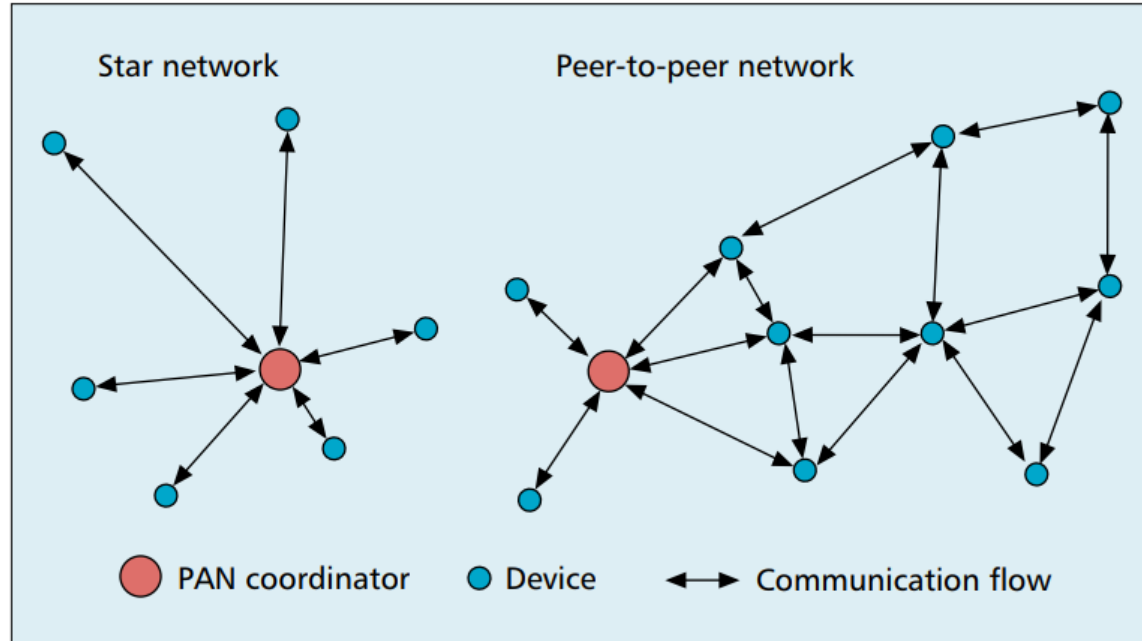 Star network
Peer-to-peer network
PAN coordinator
Device
Communication flow